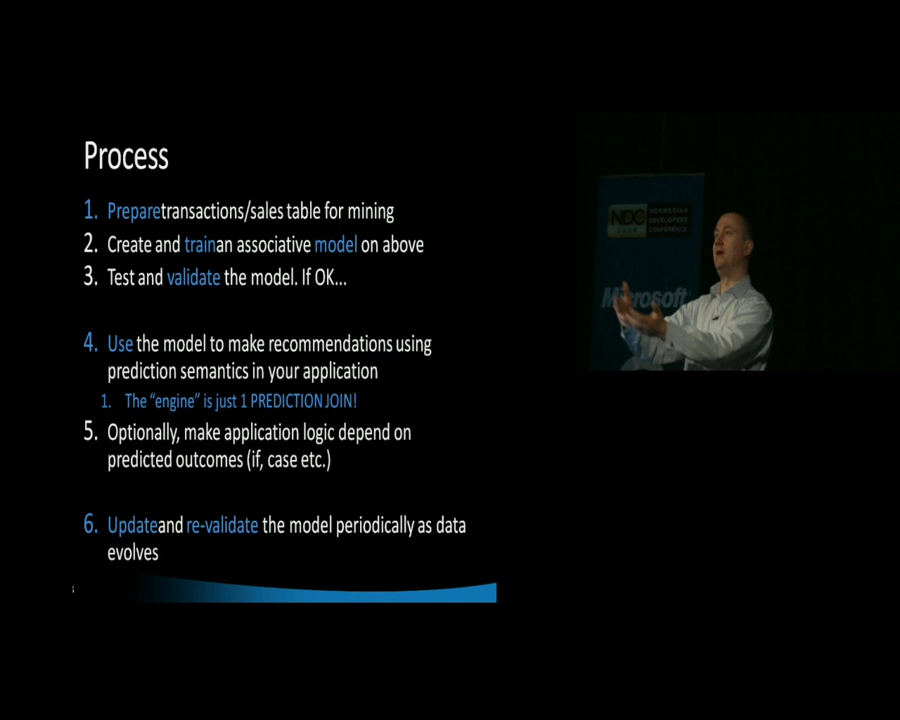 Process
1. Preparetransactions/sales table for mining
2. Create and trainan associative model on above
3. Test and validate the model. If OK...
4. Use the model to make recommendations using
prediction semantics in your application
1. The “engine” is just 1 PREDICTION JOIN!
5. Optionally, make application logic depend on
predicted outcomes (if, case etc.)
6. Updateand re-validate the model periodically as data
evolves
NDC
NORWEGIAN
DEVELOPERS
CONFERENCE
Microsoft